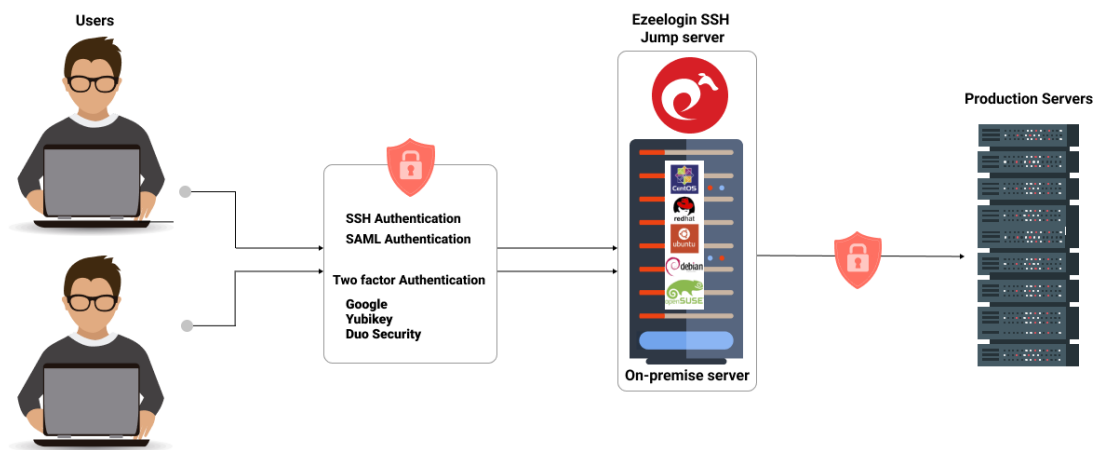 Users
Ezeelogin SSH
Jump server
Production Servers
SSH Authentication
SAML Authentication
Two factor Authentication
Google
Yubikey
Duo Security
CentOS
redhat
ubuntu
debian
openSUSE
On-premise server